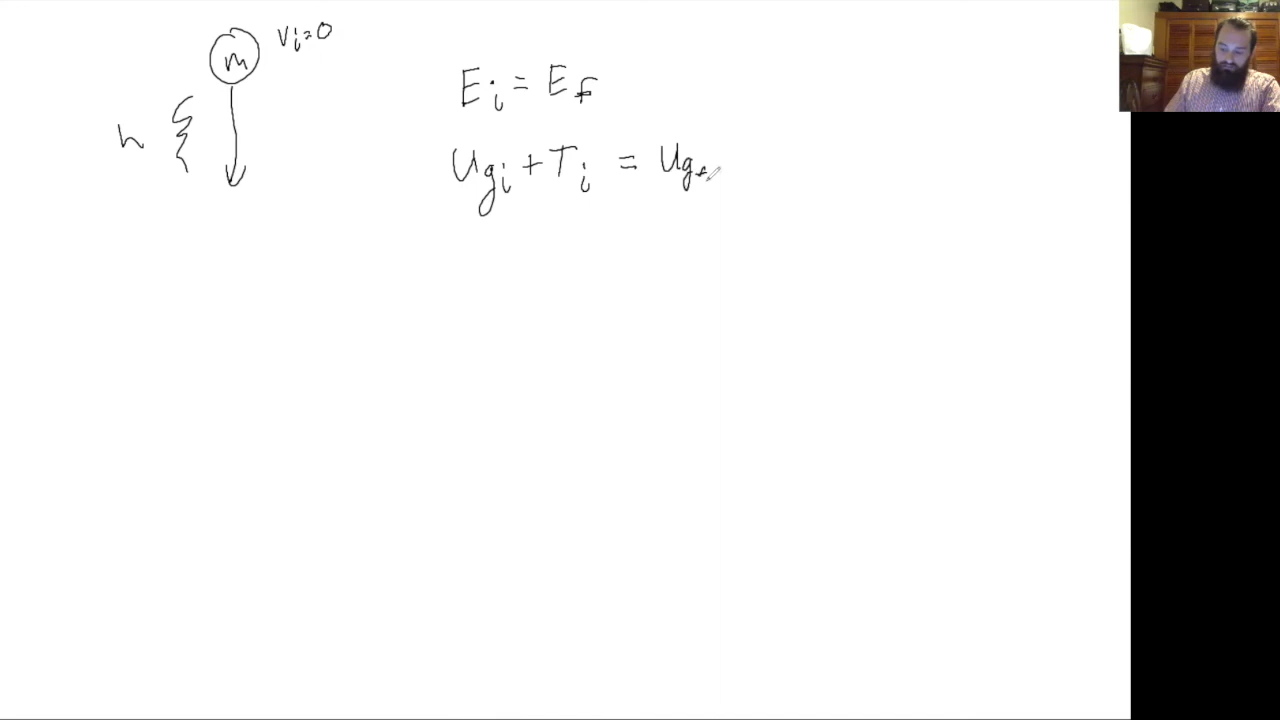 m
Vi=0
h
Ei = Ef
Ugi + Ti = Ugf